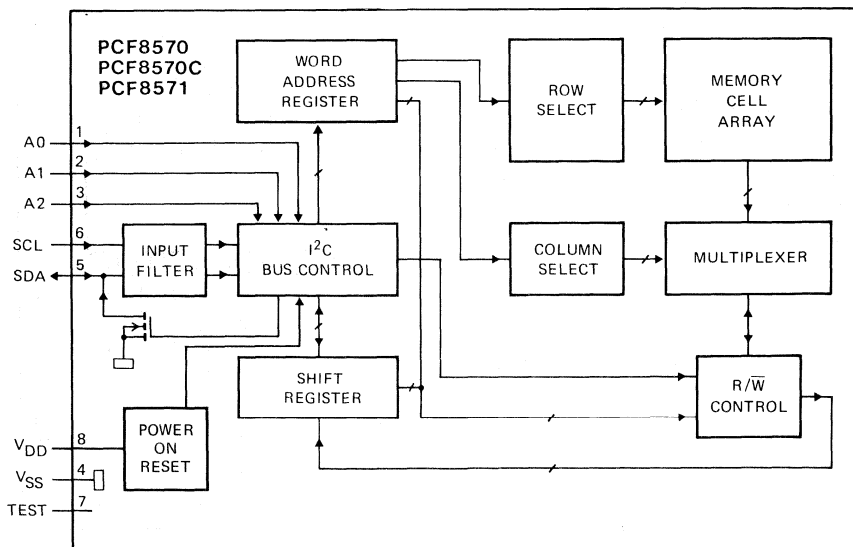 PCF8570
PCF8570C
PCF8571
WORD
ADDRESS
REGISTER
ROW
SELECT
MEMORY
CELL
ARRAY
A0 1
A1 2
A2 3
SCL 6
SDA 5
INPUT
FILTER
I²C
BUS CONTROL
COLUMN
SELECT
MULTIPLEXER
SHIFT
REGISTER
R/W̅
CONTROL
POWER
ON
RESET
VDD 8
VSS 4
TEST 7